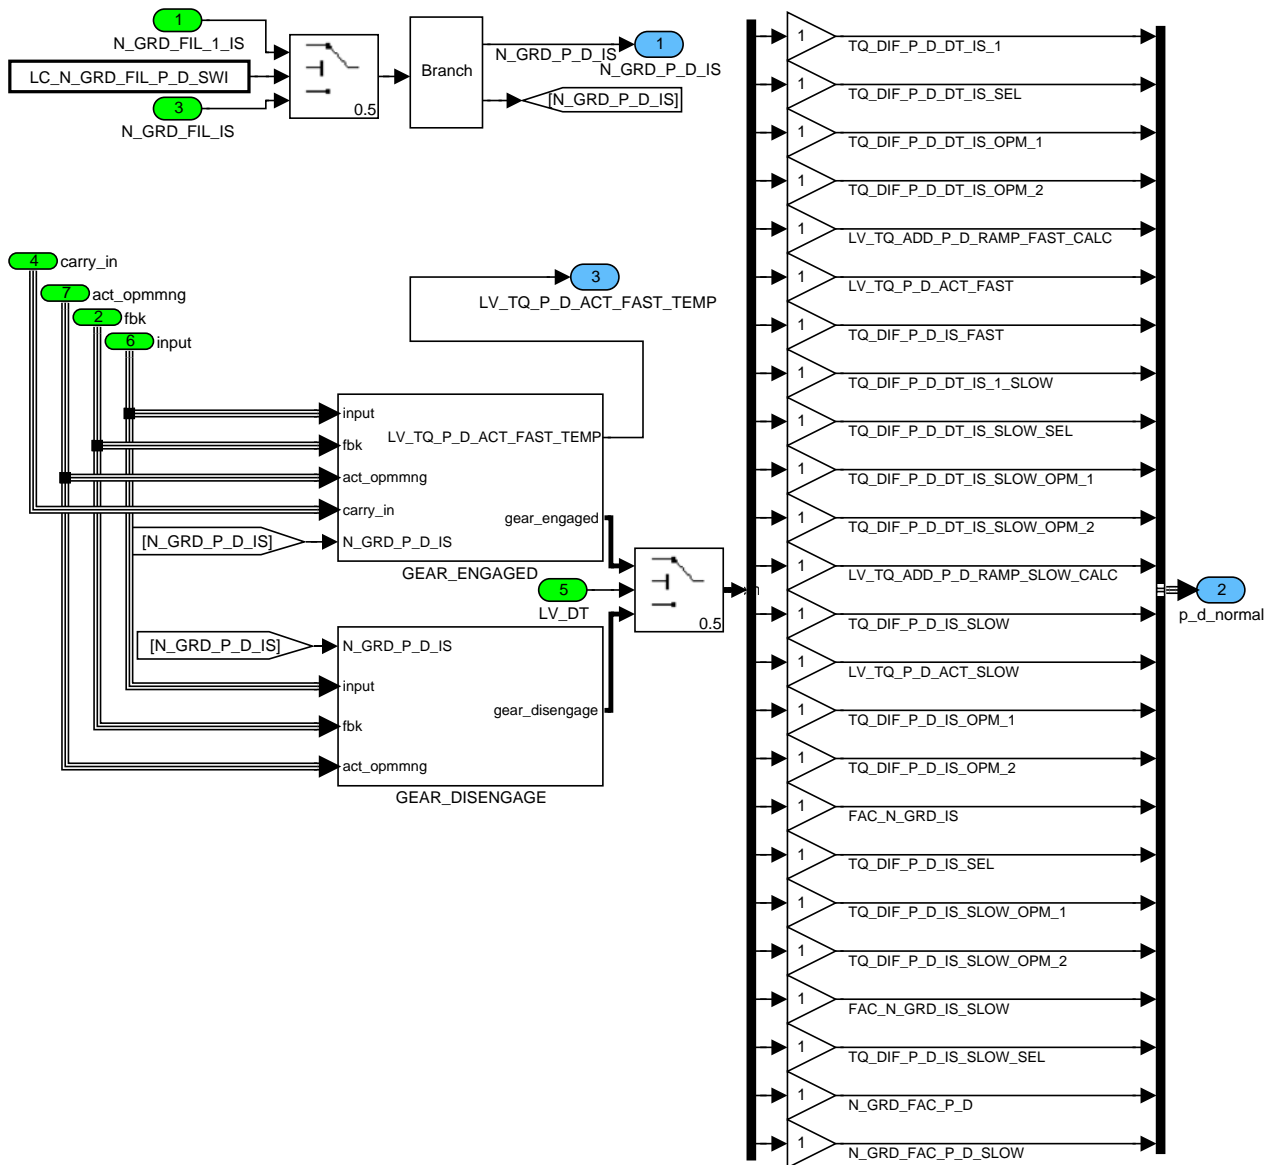 1
N_GRD_FIL_1_IS
LC_N_GRD_FIL_P_D_SWI
3
N_GRD_FIL_IS
0.5
Branch
N_GRD_P_D_IS
1
N_GRD_P_D_IS
[N_GRD_P_D_IS]
4
carry_in
7
act_opmmng
2
fbk
6
input
3
LV_TQ_P_D_ACT_FAST_TEMP
input
LV_TQ_P_D_ACT_FAST_TEMP
fbk
act_opmmng
carry_in
gear_engaged
[N_GRD_P_D_IS]
N_GRD_P_D_IS
GEAR_ENGAGED
5
LV_DT
0.5
[N_GRD_P_D_IS]
N_GRD_P_D_IS
input
gear_disengage
fbk
act_opmmng
GEAR_DISENGAGE
1
TQ_DIF_P_D_DT_IS_1
1
TQ_DIF_P_D_DT_IS_SEL
1
TQ_DIF_P_D_DT_IS_OPM_1
1
TQ_DIF_P_D_DT_IS_OPM_2
1
LV_TQ_ADD_P_D_RAMP_FAST_CALC
1
LV_TQ_P_D_ACT_FAST
1
TQ_DIF_P_D_IS_FAST
1
TQ_DIF_P_D_DT_IS_1_SLOW
1
TQ_DIF_P_D_DT_IS_SLOW_SEL
1
TQ_DIF_P_D_DT_IS_SLOW_OPM_1
1
TQ_DIF_P_D_DT_IS_SLOW_OPM_2
1
LV_TQ_ADD_P_D_RAMP_SLOW_CALC
1
TQ_DIF_P_D_IS_SLOW
1
LV_TQ_P_D_ACT_SLOW
1
TQ_DIF_P_D_IS_OPM_1
1
TQ_DIF_P_D_IS_OPM_2
1
FAC_N_GRD_IS
1
TQ_DIF_P_D_IS_SEL
1
TQ_DIF_P_D_IS_SLOW_OPM_1
1
TQ_DIF_P_D_IS_SLOW_OPM_2
1
FAC_N_GRD_IS_SLOW
1
TQ_DIF_P_D_IS_SLOW_SEL
1
N_GRD_FAC_P_D
1
N_GRD_FAC_P_D_SLOW
2
p_d_normal